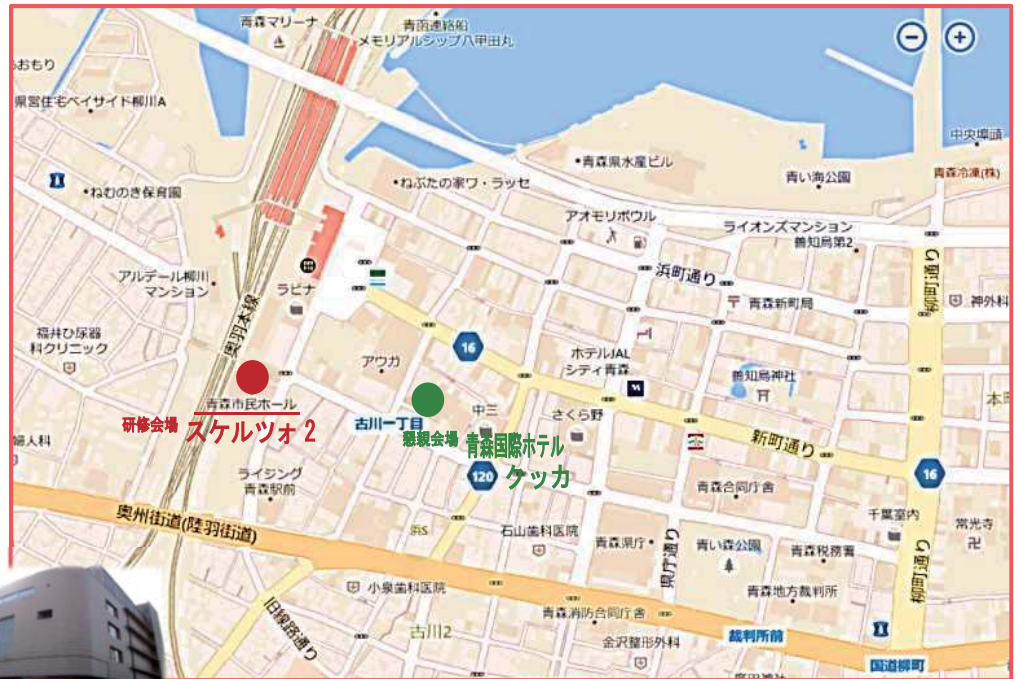 青森マリーナ
青函連絡船
メモリアルシップ八甲田丸
おおもり
県営住宅ベイサイド柳川A
ねむのき保育園
ねぶたの家ワ・ラッセ
青森県水産ビル
青い海公園
中央埠頭
青森冷凍(株)
アオモリボウル
ライオンズマンション
善知鳥第2
浜町通り
柳町通り
アルデール柳川
マンション
ラビナ
奥羽本線
青森新町局
神外科
福井ひ尿器
科クリニック
16
アウガ
ホテルJAL
シティ青森
善知鳥神社
本町
青森市民ホール
研修会場 スケルツォ2
古川一丁目
中三
さくら野
懇親会場 青森国際ホテル
ケッカ
新町通り
婦人科
ライジング
青森駅前
120
16
青森合同庁舎
千葉室内
常光寺
奥州街道(陸羽街道)
浜S
石山歯科医院
青森県庁
県庁通り
青い森公園
青森税務署
柳町通り
小泉歯科医院
青森地方裁判所
旧線路通り
古川2
青森消防合同庁舎
金沢整形外科
裁判所前
国道柳町